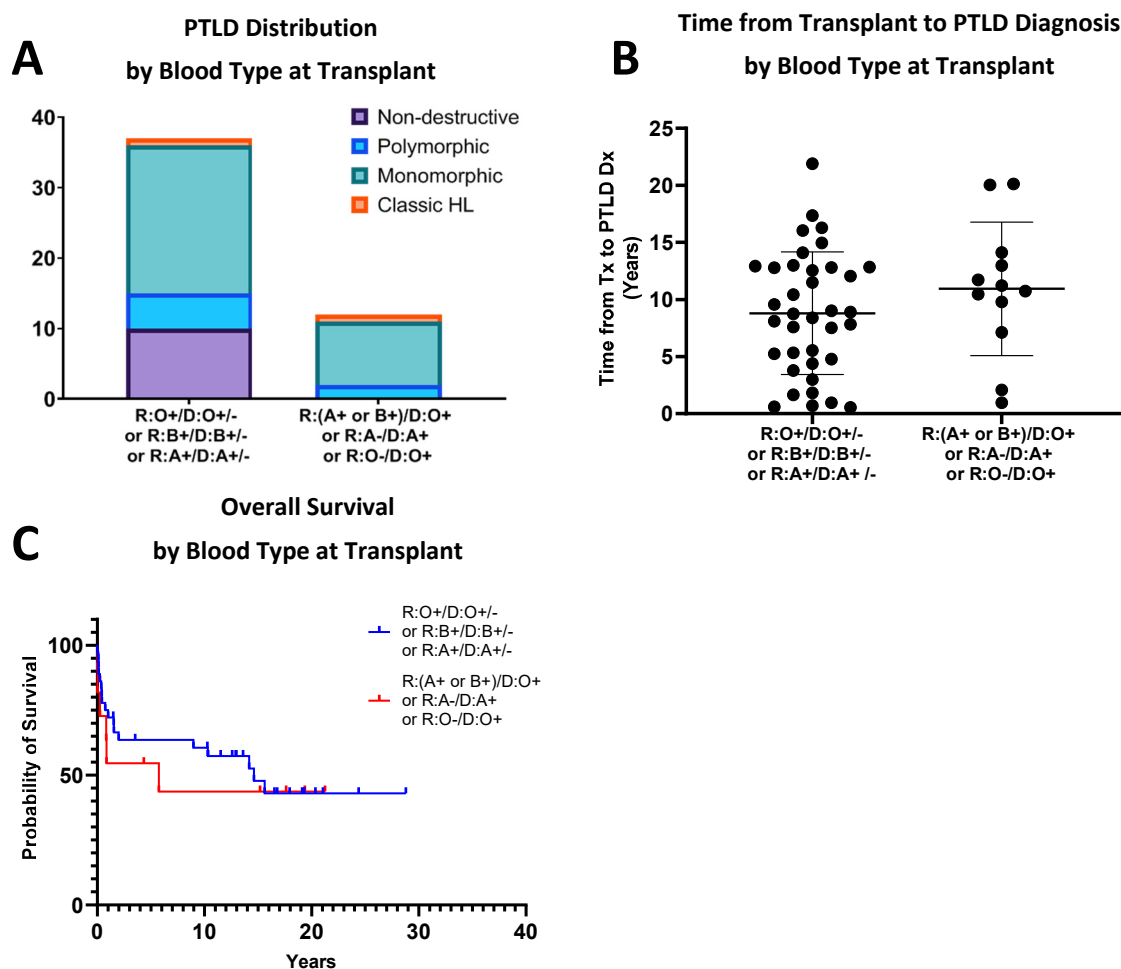 A
PTLD Distribution
by Blood Type at Transplant
40
30
20
10
0
Non-destructive
Polymorphic
Monomorphic
Classic HL
R:O+/D:O+/-
or R:B+/D:B+/-
or R:A+/D:A+/-
R:(A+ or B+)/D:O+
or R:A-/D:A+
or R:O-/D:O+
B
Time from Transplant to PTLD Diagnosis
by Blood Type at Transplant
Time from Tx to PTLD Dx
(Years)
25
20
15
10
5
0
R:O+/D:O+/-
or R:B+/D:B+/-
or R:A+/D:A+ /-
R:(A+ or B+)/D:O+
or R:A-/D:A+
or R:O-/D:O+
C
Overall Survival
by Blood Type at Transplant
Probability of Survival
100
50
0
0 10 20 30 40
Years
R:O+/D:O+/-
or R:B+/D:B+/-
or R:A+/D:A+/-
R:(A+ or B+)/D:O+
or R:A-/D:A+
or R:O-/D:O+